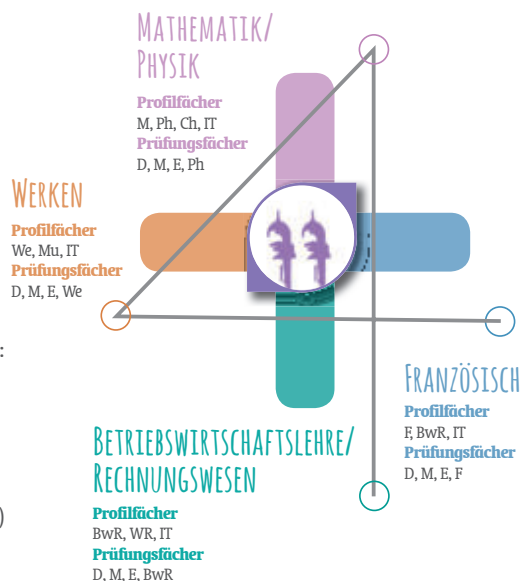 MATHEMATIK/
PHYSIK
Profilfächer
M, Ph, Ch, IT
Prüfungsfächer
D, M, E, Ph
WERKEN
Profilfächer
We, Mu, IT
Prüfungsfächer
D, M, E, We
:
FRANZÖSISCH
Profilfächer
F, BwR, IT
Prüfungsfächer
D, M, E, F
BETRIEBSWIRTSCHAFTSLEHRE/
RECHNUNGSWESEN
Profilfächer
BwR, WR, IT
Prüfungsfächer
D, M, E, BwR
)